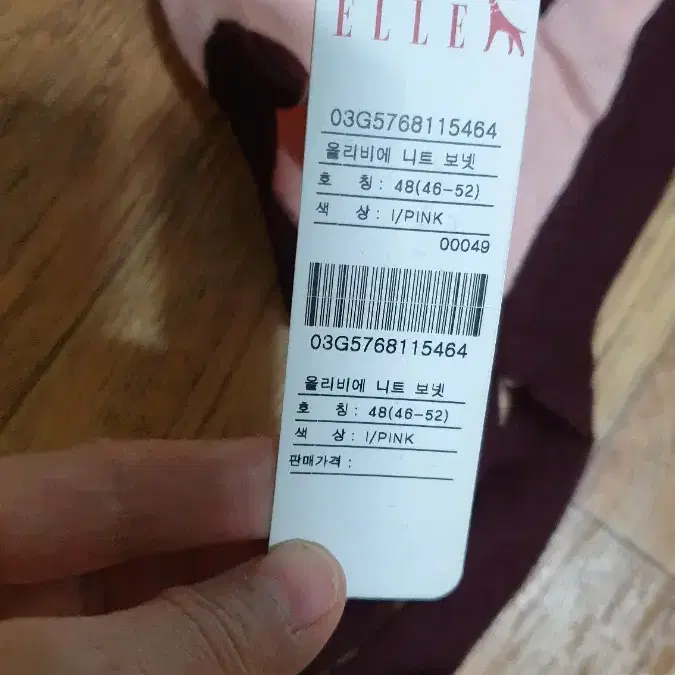 ELLE
03G5768115464
올리비에 니트 보넷
호 칭 : 48(46-52)
색 상 : I/PINK
00049
03G5768115464
올리비에 니트 보넷
호 칭 : 48(46-52)
색 상 : I/PINK
판매가격 :